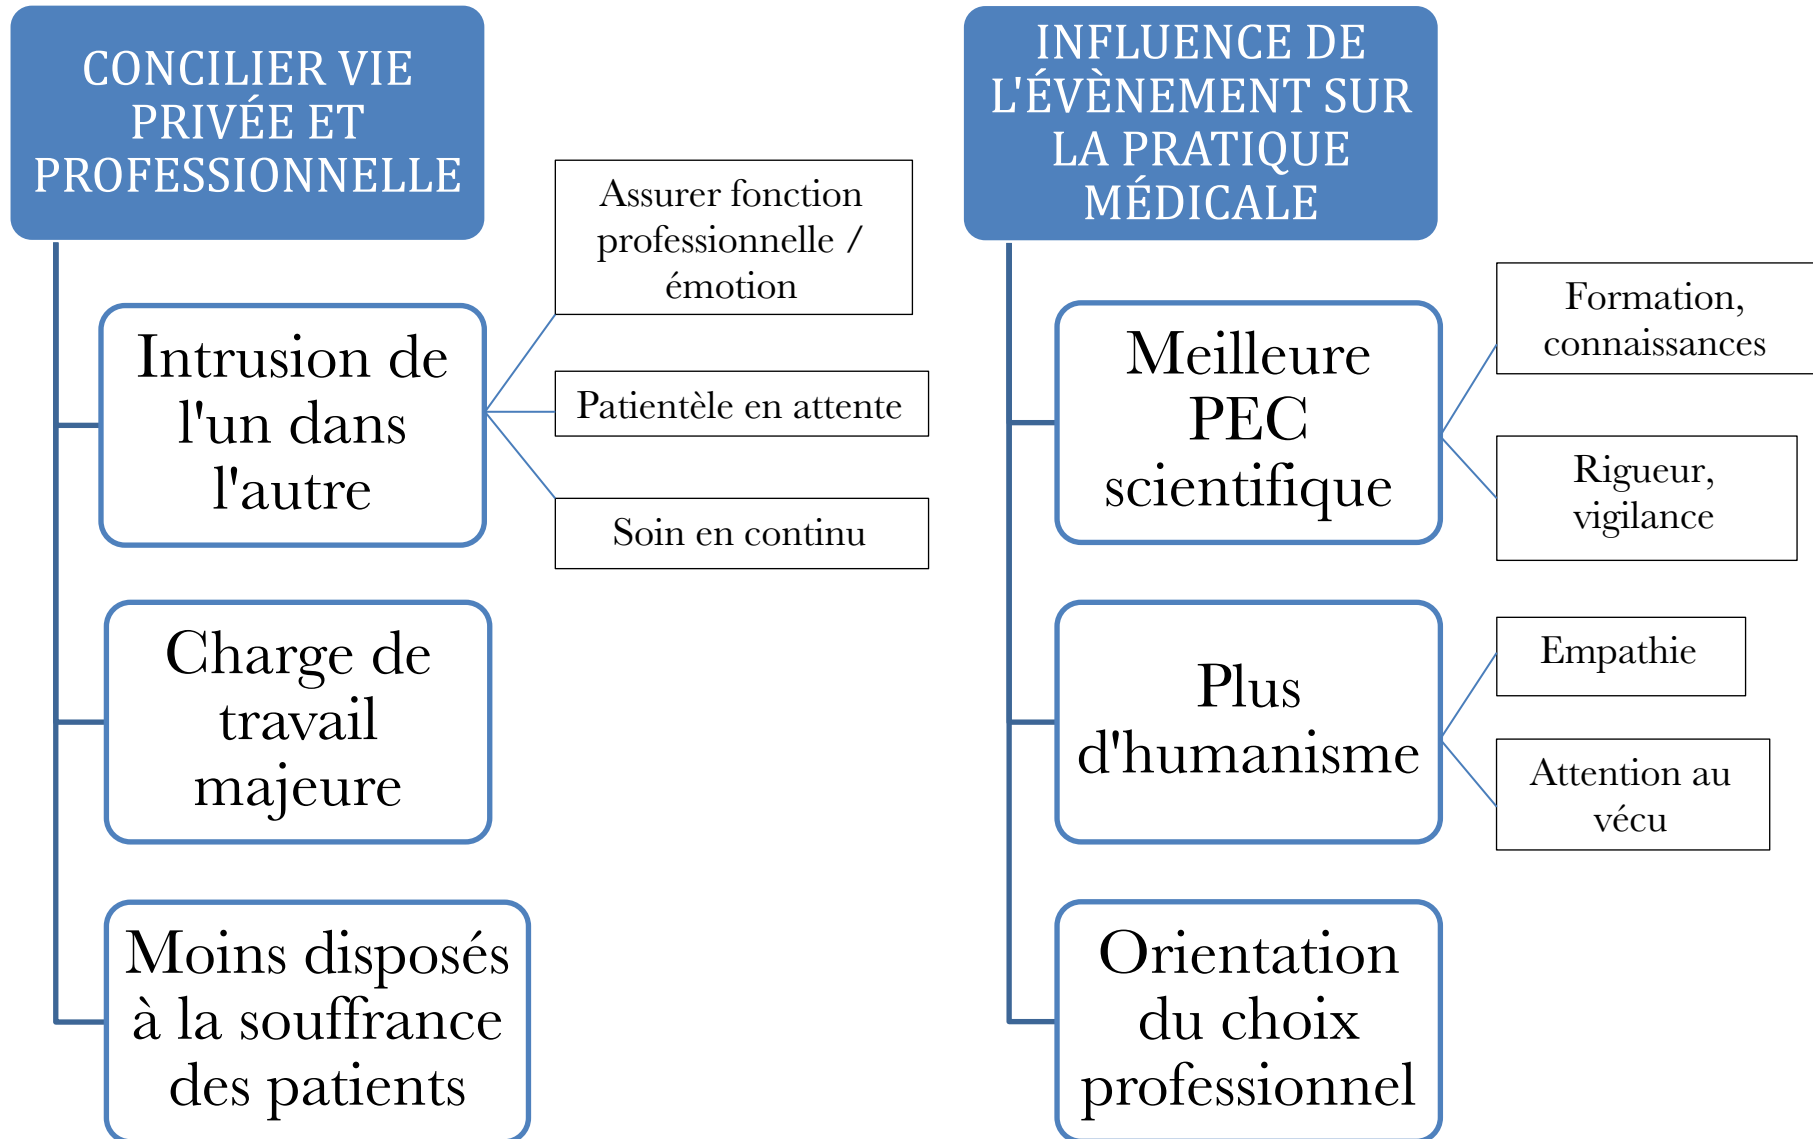 CONCILIER VIE
PRIVÉE ET
PROFESSIONNELLE
Assurer fonction
professionnelle /
émotion
Intrusion de
l'un dans
l'autre
Patientèle en attente
Soin en continu
Charge de
travail
majeure
Moins disposés
à la souffrance
des patients
INFLUENCE DE
L'ÉVÈNEMENT SUR
LA PRATIQUE
MÉDICALE
Meilleure
PEC
scientifique
Formation,
connaissances
Rigueur,
vigilance
Plus
d'humanisme
Empathie
Attention au
vécu
Orientation
du choix
professionnel